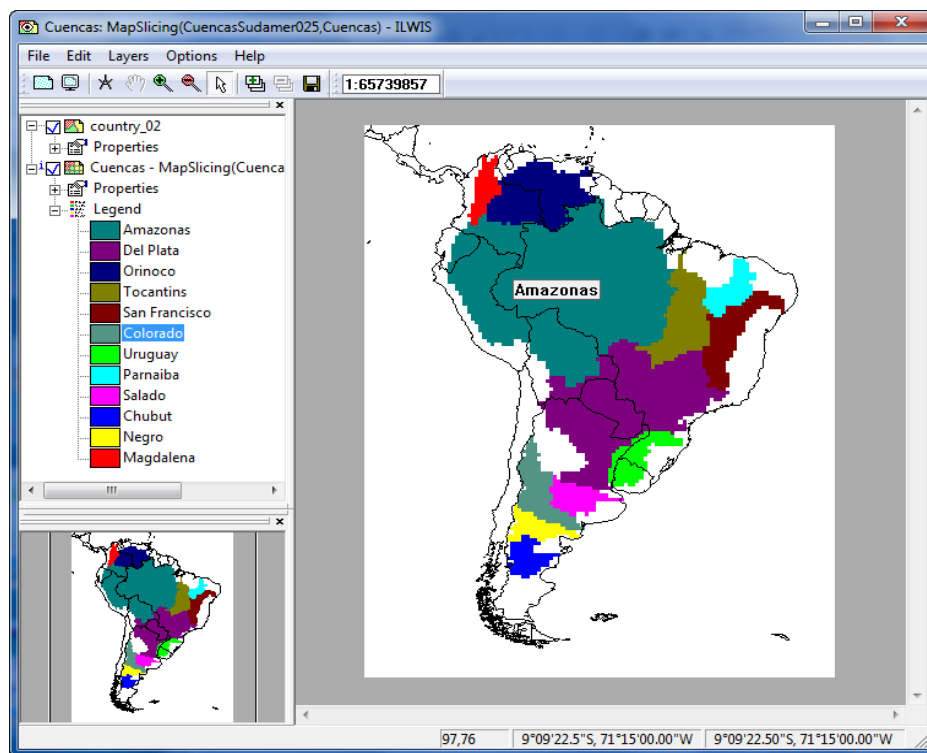 Cuencas: MapSlicing(CuencasSudamer025,Cuencas) - ILWIS
File Edit Layers Options Help
1:65739857
country_02
Properties
Cuencas - MapSlicing(Cuenca
Properties
Legend
Amazonas
Del Plata
Orinoco
Tocantins
San Francisco
Colorado
Uruguay
Parnaiba
Salado
Chubut
Negro
Magdalena
Amazonas
97,76 9°09'22.5"S, 71°15'00.00"W 9°09'22.50"S, 71°15'00.00"W